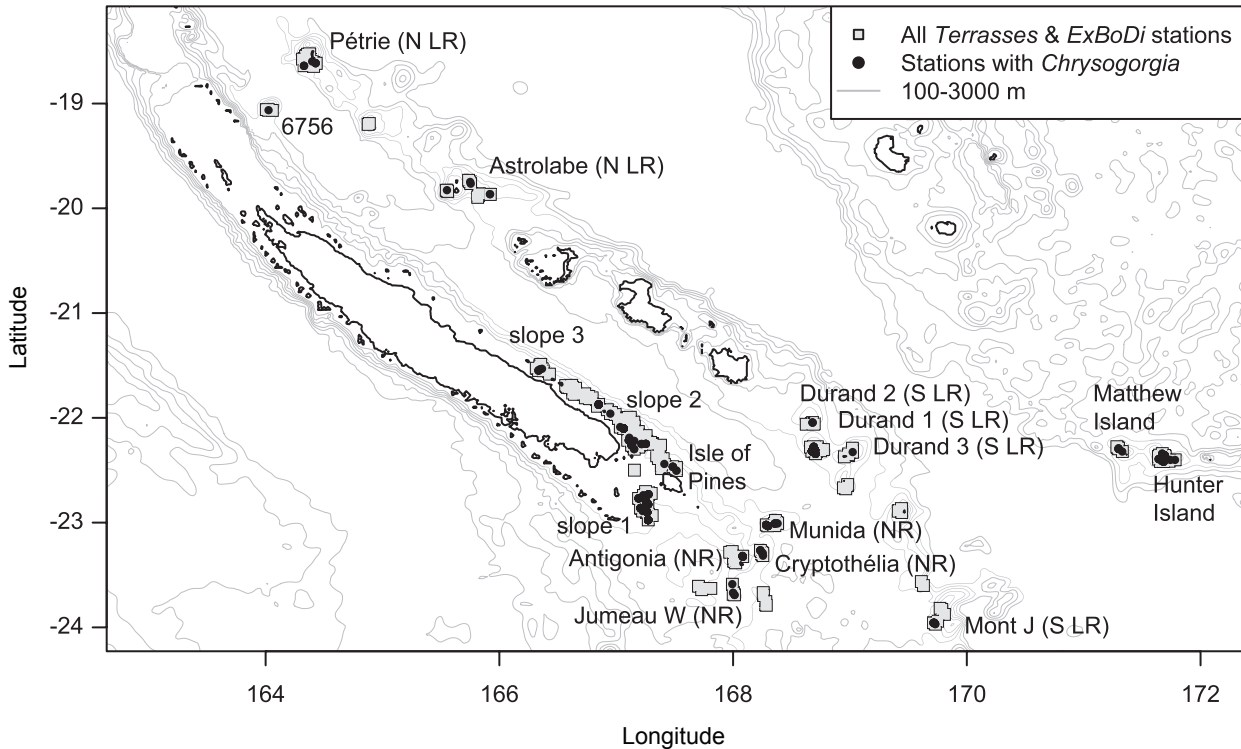 Pétrie (N LR)
All Terrasses & ExBoDi stations
Stations with Chrysogorgia
100-3000 m
6756
Astrolabe (N LR)
slope 3
slope 2
Durand 2 (S LR)
Durand 1 (S LR)
Durand 3 (S LR)
Matthew
Island
Isle of
Pines
Hunter
Island
slope 1
Munida (NR)
Antigonia (NR)
Cryptothélia (NR)
Jumeau W (NR)
Mont J (S LR)
-19
-20
-21
-22
-23
-24
Latitude
164
166
168
170
172
Longitude